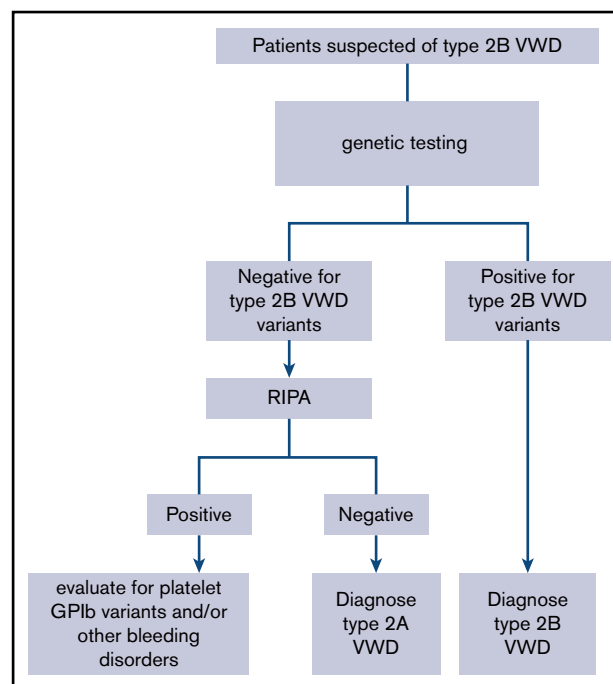 Patients suspected of type 2B VWD
genetic testing
Negative for
type 2B VWD
variants
Positive for
type 2B VWD
variants
RIPA
Positive
Negative
evaluate for platelet
GPIb variants and/or
other bleeding
disorders
Diagnose
type 2A
VWD
Diagnose
type 2B
VWD